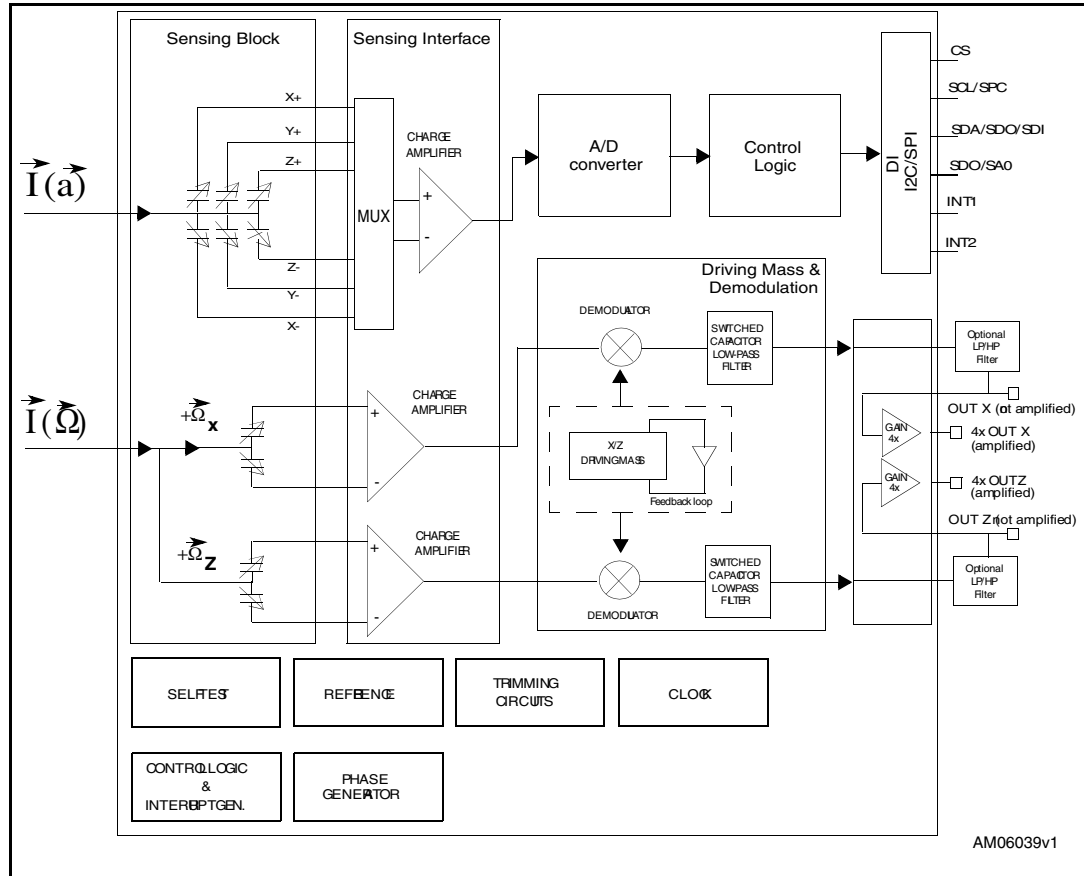 Sensing Block
Sensing Interface
CS
SCL/SPC
SDA/SDO/SDI
SDO/SA0
INT1
INT2
DI
I2C/SPI
X+
Y+
Z+
Z-
Y-
X-
I(a)
MUX
CHARGE
AMPLIFIER
+
-
A/D
converter
Control
Logic
Driving Mass &
Demodulation
DEMODULATOR
SWITCHED
CAPACITOR
LOW-PASS
FILTER
Optional
LP/HP
Filter
I(Ω)
+Ωx
CHARGE
AMPLIFIER
+
-
X/Z
DRIVING MASS
Feedback loop
OUT X (not amplified)
GAIN
4x
4x OUT X
(amplified)
GAIN
4x
4x OUT Z
(amplified)
OUT Z (not amplified)
+ΩZ
CHARGE
AMPLIFIER
+
-
DEMODULATOR
SWITCHED
CAPACITOR
LOWPASS
FILTER
Optional
LP/HP
Filter
SELFTEST
REFERENCE
TRIMMING
CIRCUITS
CLOCK
CONTROL LOGIC
&
INTERRUPT GEN.
PHASE
GENERATOR
AM06039v1